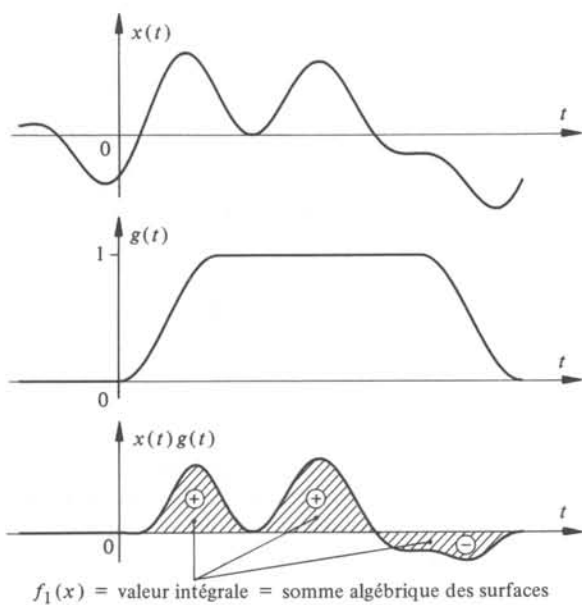 x(t)
t
0
g(t)
1
t
0
x(t)g(t)
+
+
t
0
−
f₁(x) = valeur intégrale = somme algébrique des surfaces